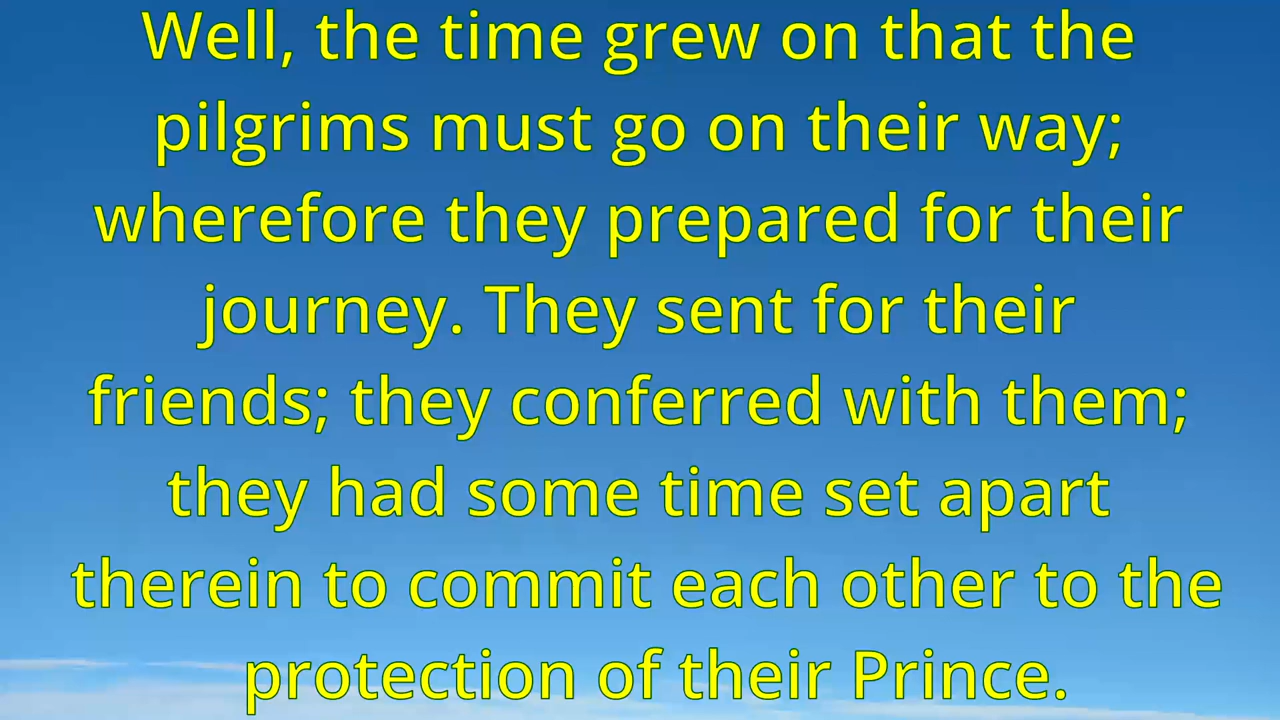 Well, the time grew on that the
pilgrims must go on their way;
wherefore they prepared for their
journey. They sent for their
friends; they conferred with them;
they had some time set apart
therein to commit each other to the
protection of their Prince.